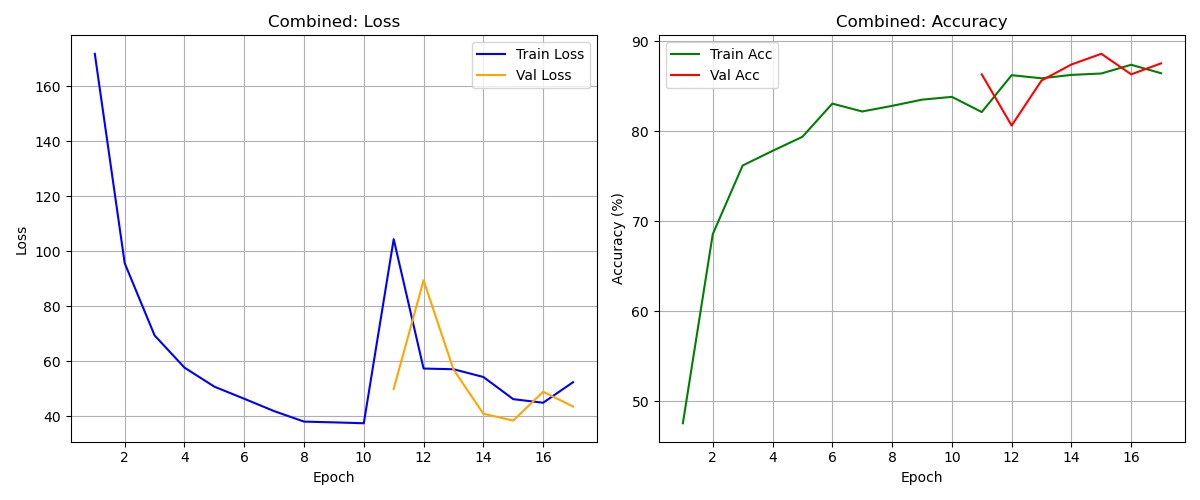 Combined: Loss
Loss
160
140
120
100
80
60
40
2 4 6 8 10 12 14 16
Epoch
Train Loss
Val Loss
Combined: Accuracy
Accuracy (%)
90
80
70
60
50
2 4 6 8 10 12 14 16
Epoch
Train Acc
Val Acc